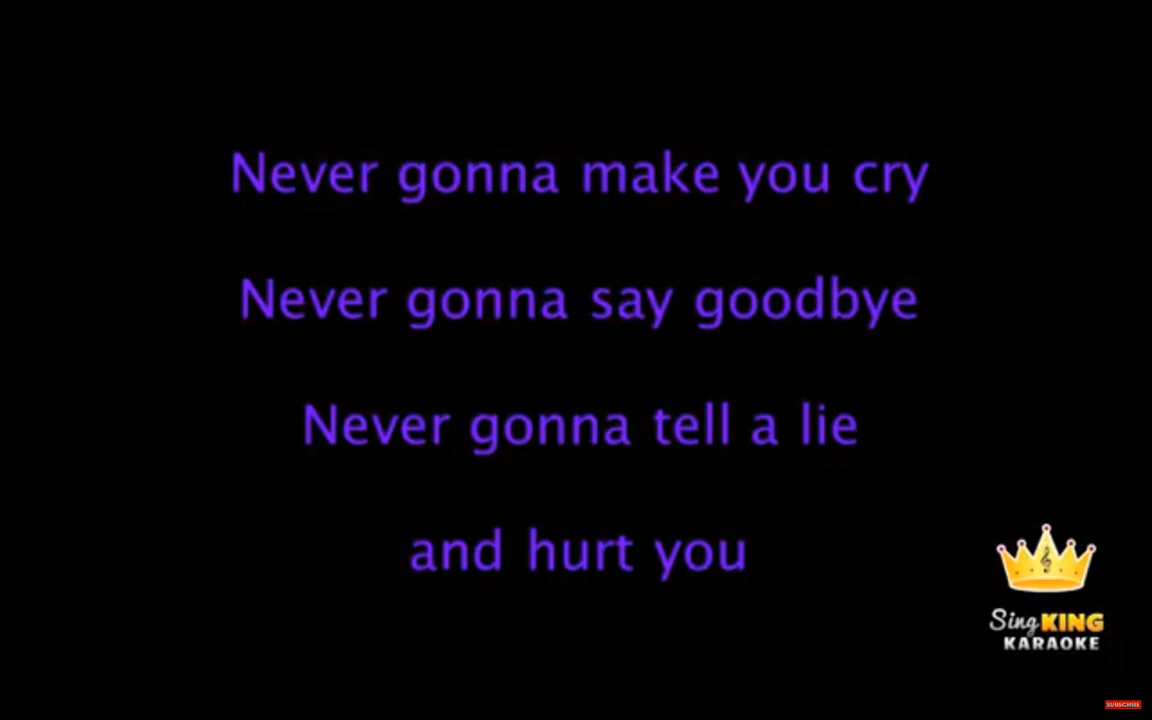 Never gonna make you cry
Never gonna say goodbye
Never gonna tell a lie
and hurt you
Sing KING
KARAOKE
SUBSCRIBE